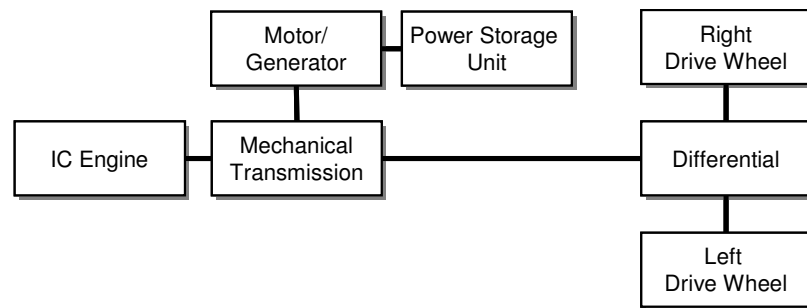 Motor/
Generator
Power Storage
Unit
Right
Drive Wheel
IC Engine
Mechanical
Transmission
Differential
Left
Drive Wheel